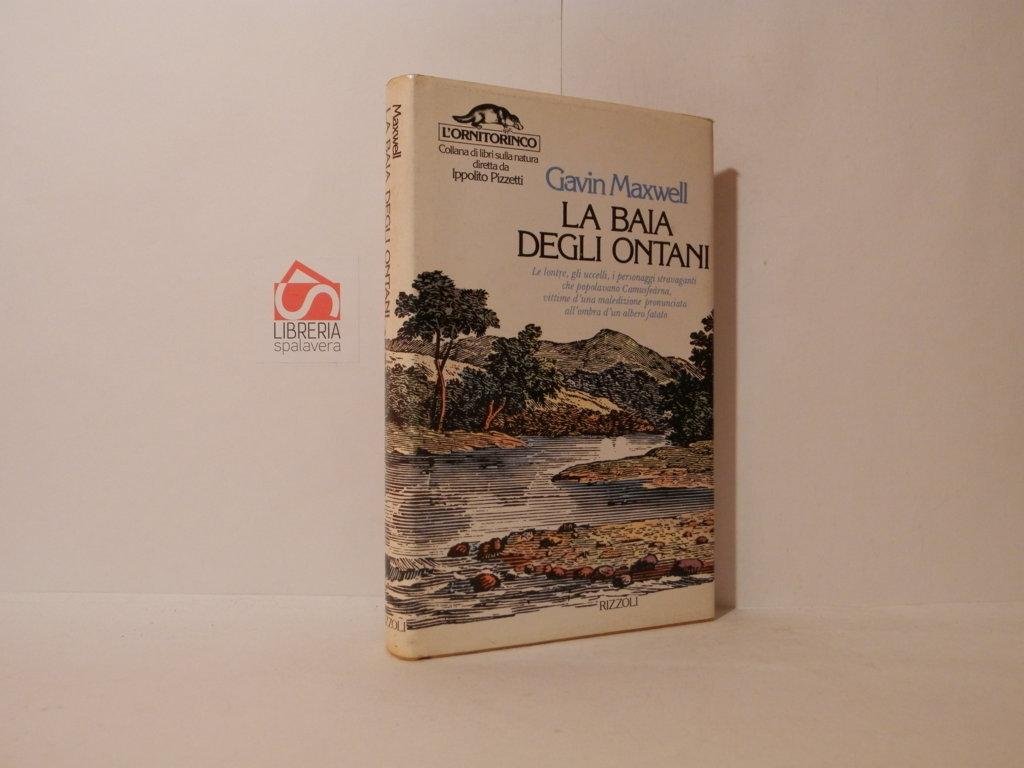 L'ORNITORINCO
Collana di libri sulla natura
diretta da
Ippolito Pizzetti
Gavin Maxwell
LA BAIA
DEGLI ONTANI
Le lontre, gli uccelli, i personaggi stravaganti
che popolavano Camusfeàrna,
vittime d'una maledizione pronunciata
all'ombra d'un albero fatato
RIZZOLI
Maxwell
LA BAIA DEGLI ONTANI
ZZOLI
LIBRERIA
spalavera